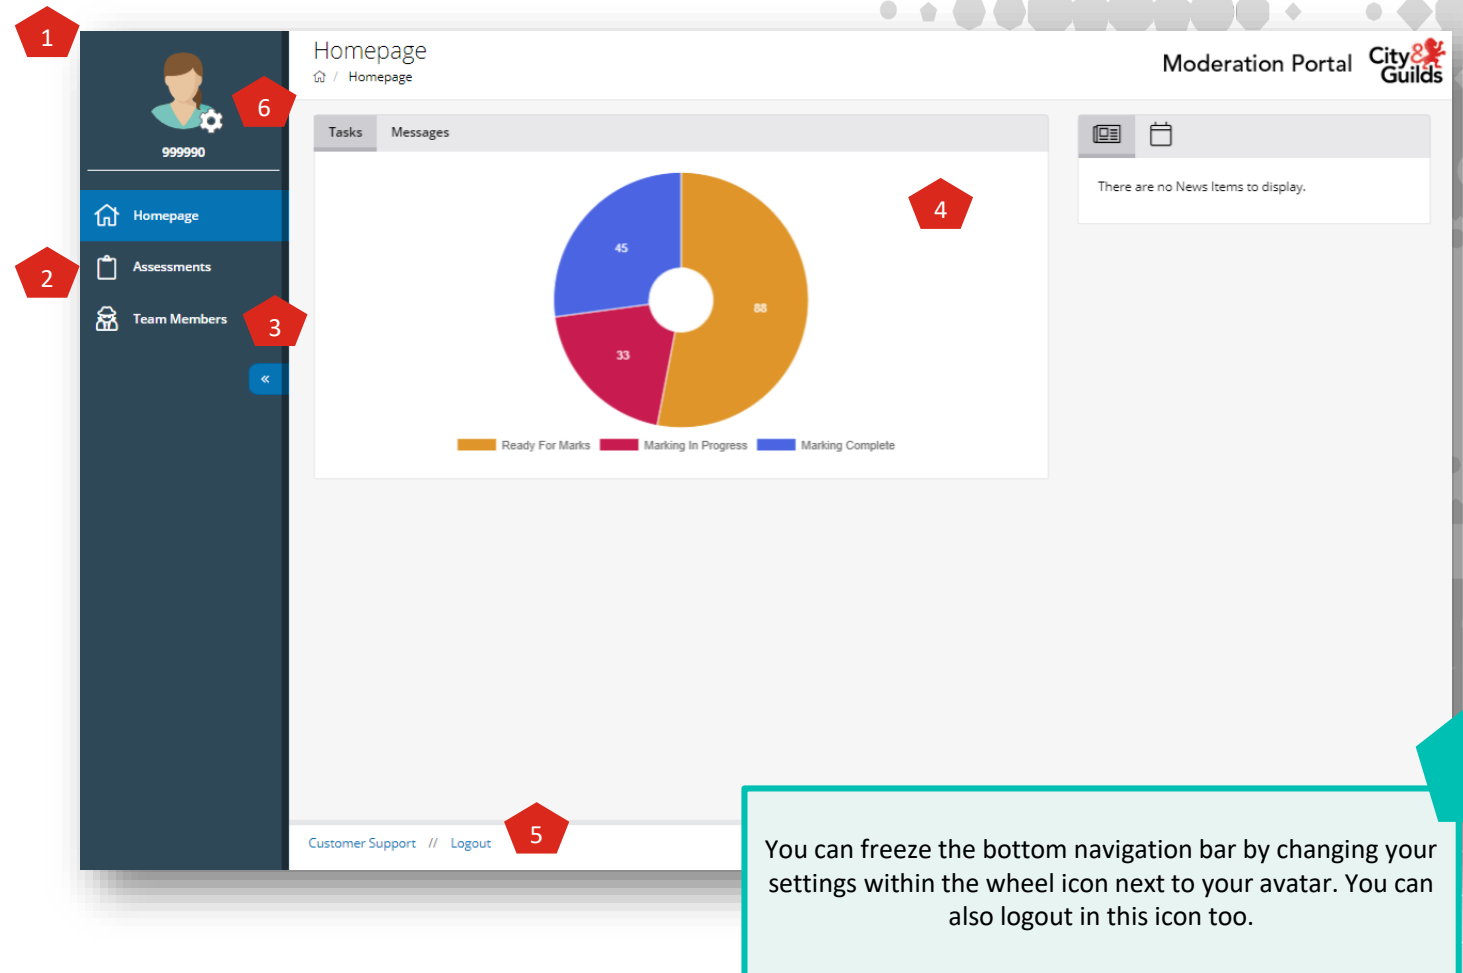 1
Homepage
Homepage
/ Homepage
Moderation Portal
City&
Guilds
6
999990
Tasks Messages
There are no News Items to display.
4
Homepage
2
Assessments
Team Members
3
«
45
88
33
Ready For Marks Marking In Progress Marking Complete
Customer Support // Logout
5
You can freeze the bottom navigation bar by changing your
settings within the wheel icon next to your avatar. You can
also logout in this icon too.